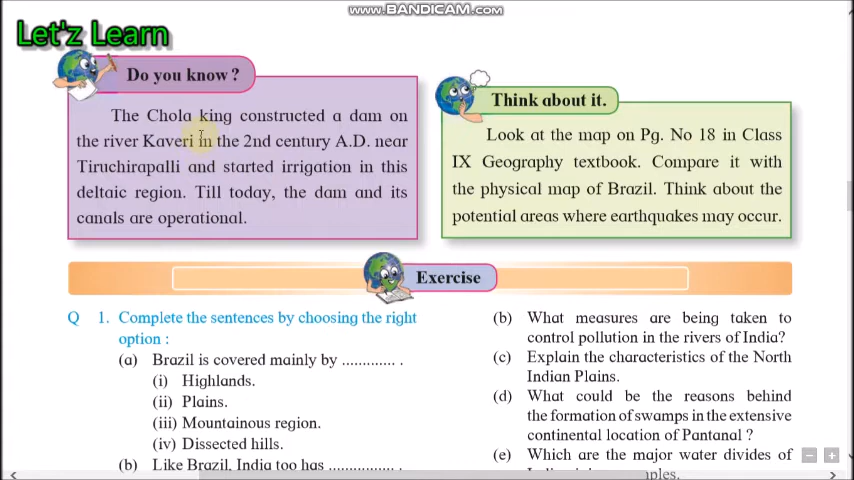 WWW.BANDICAM.COM
Let'z Learn
Do you know ?
The Chola king constructed a dam on
the river Kaveri in the 2nd century A.D. near
Tiruchirapalli and started irrigation in this
deltaic region. Till today, the dam and its
canals are operational.
Think about it.
Look at the map on Pg. No 18 in Class
IX Geography textbook. Compare it with
the physical map of Brazil. Think about the
potential areas where earthquakes may occur.
Exercise
Q 1. Complete the sentences by choosing the right
option :
(a) Brazil is covered mainly by ............. .
(i) Highlands.
(ii) Plains.
(iii) Mountainous region.
(iv) Dissected hills.
(b) Like Brazil, India too has ............... .
(b) What measures are being taken to
control pollution in the rivers of India?
(c) Explain the characteristics of the North
Indian Plains.
(d) What could be the reasons behind
the formation of swamps in the extensive
continental location of Pantanal ?
(e) Which are the major water divides of